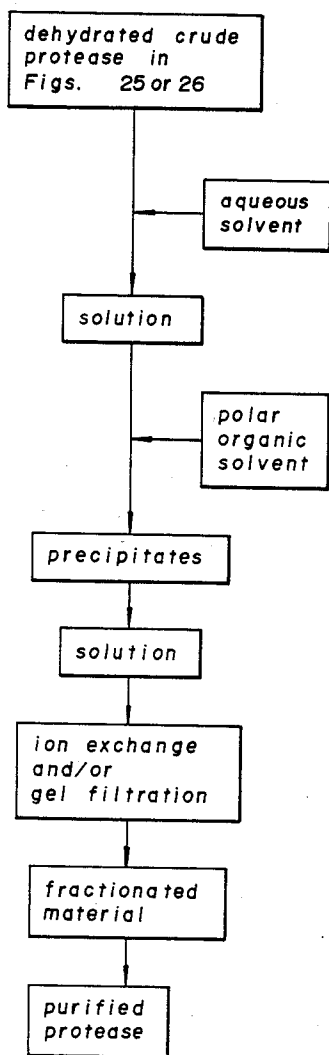 dehydrated crude
protease in
Figs. 25 or 26
aqueous
solvent
solution
polar
organic
solvent
precipitates
solution
ion exchange
and/or
gel filtration
fractionated
material
purified
protease